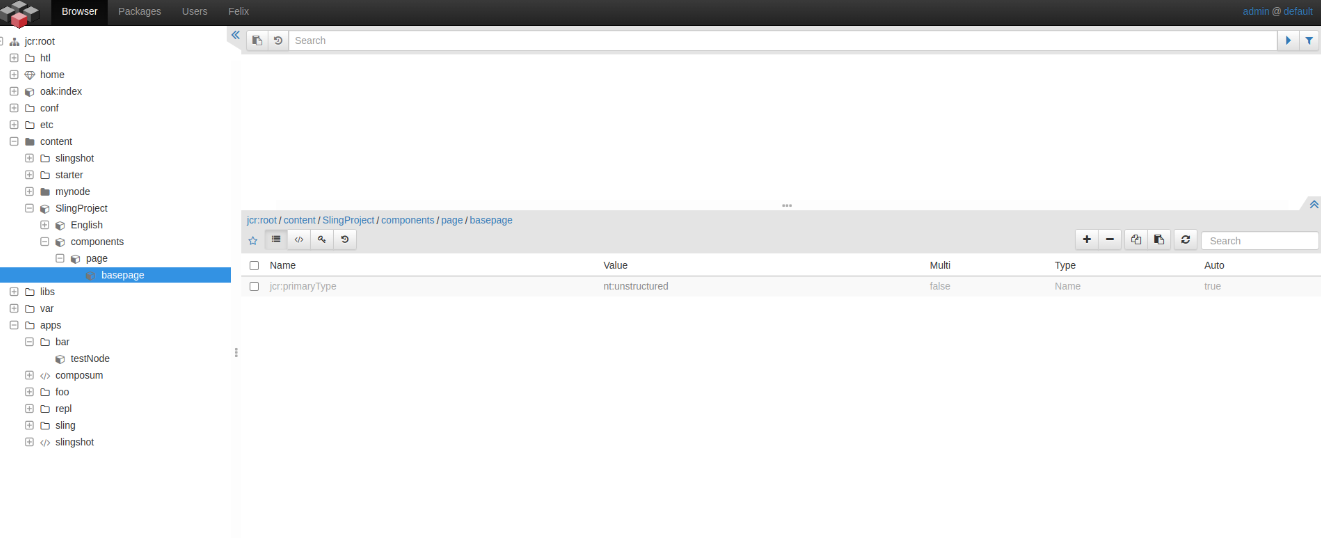 Browser Packages Users Felix admin @ default
jcr:root
htl
home
oak:index
conf
etc
content
slingshot
starter
mynode
SlingProject
English
components
page
basepage
libs
var
apps
bar
testNode
composum
foo
repl
sling
slingshot
Search
jcr:root / content / SlingProject / components / page / basepage
Search
Name Value Multi Type Auto
jcr:primaryType nt:unstructured false Name true